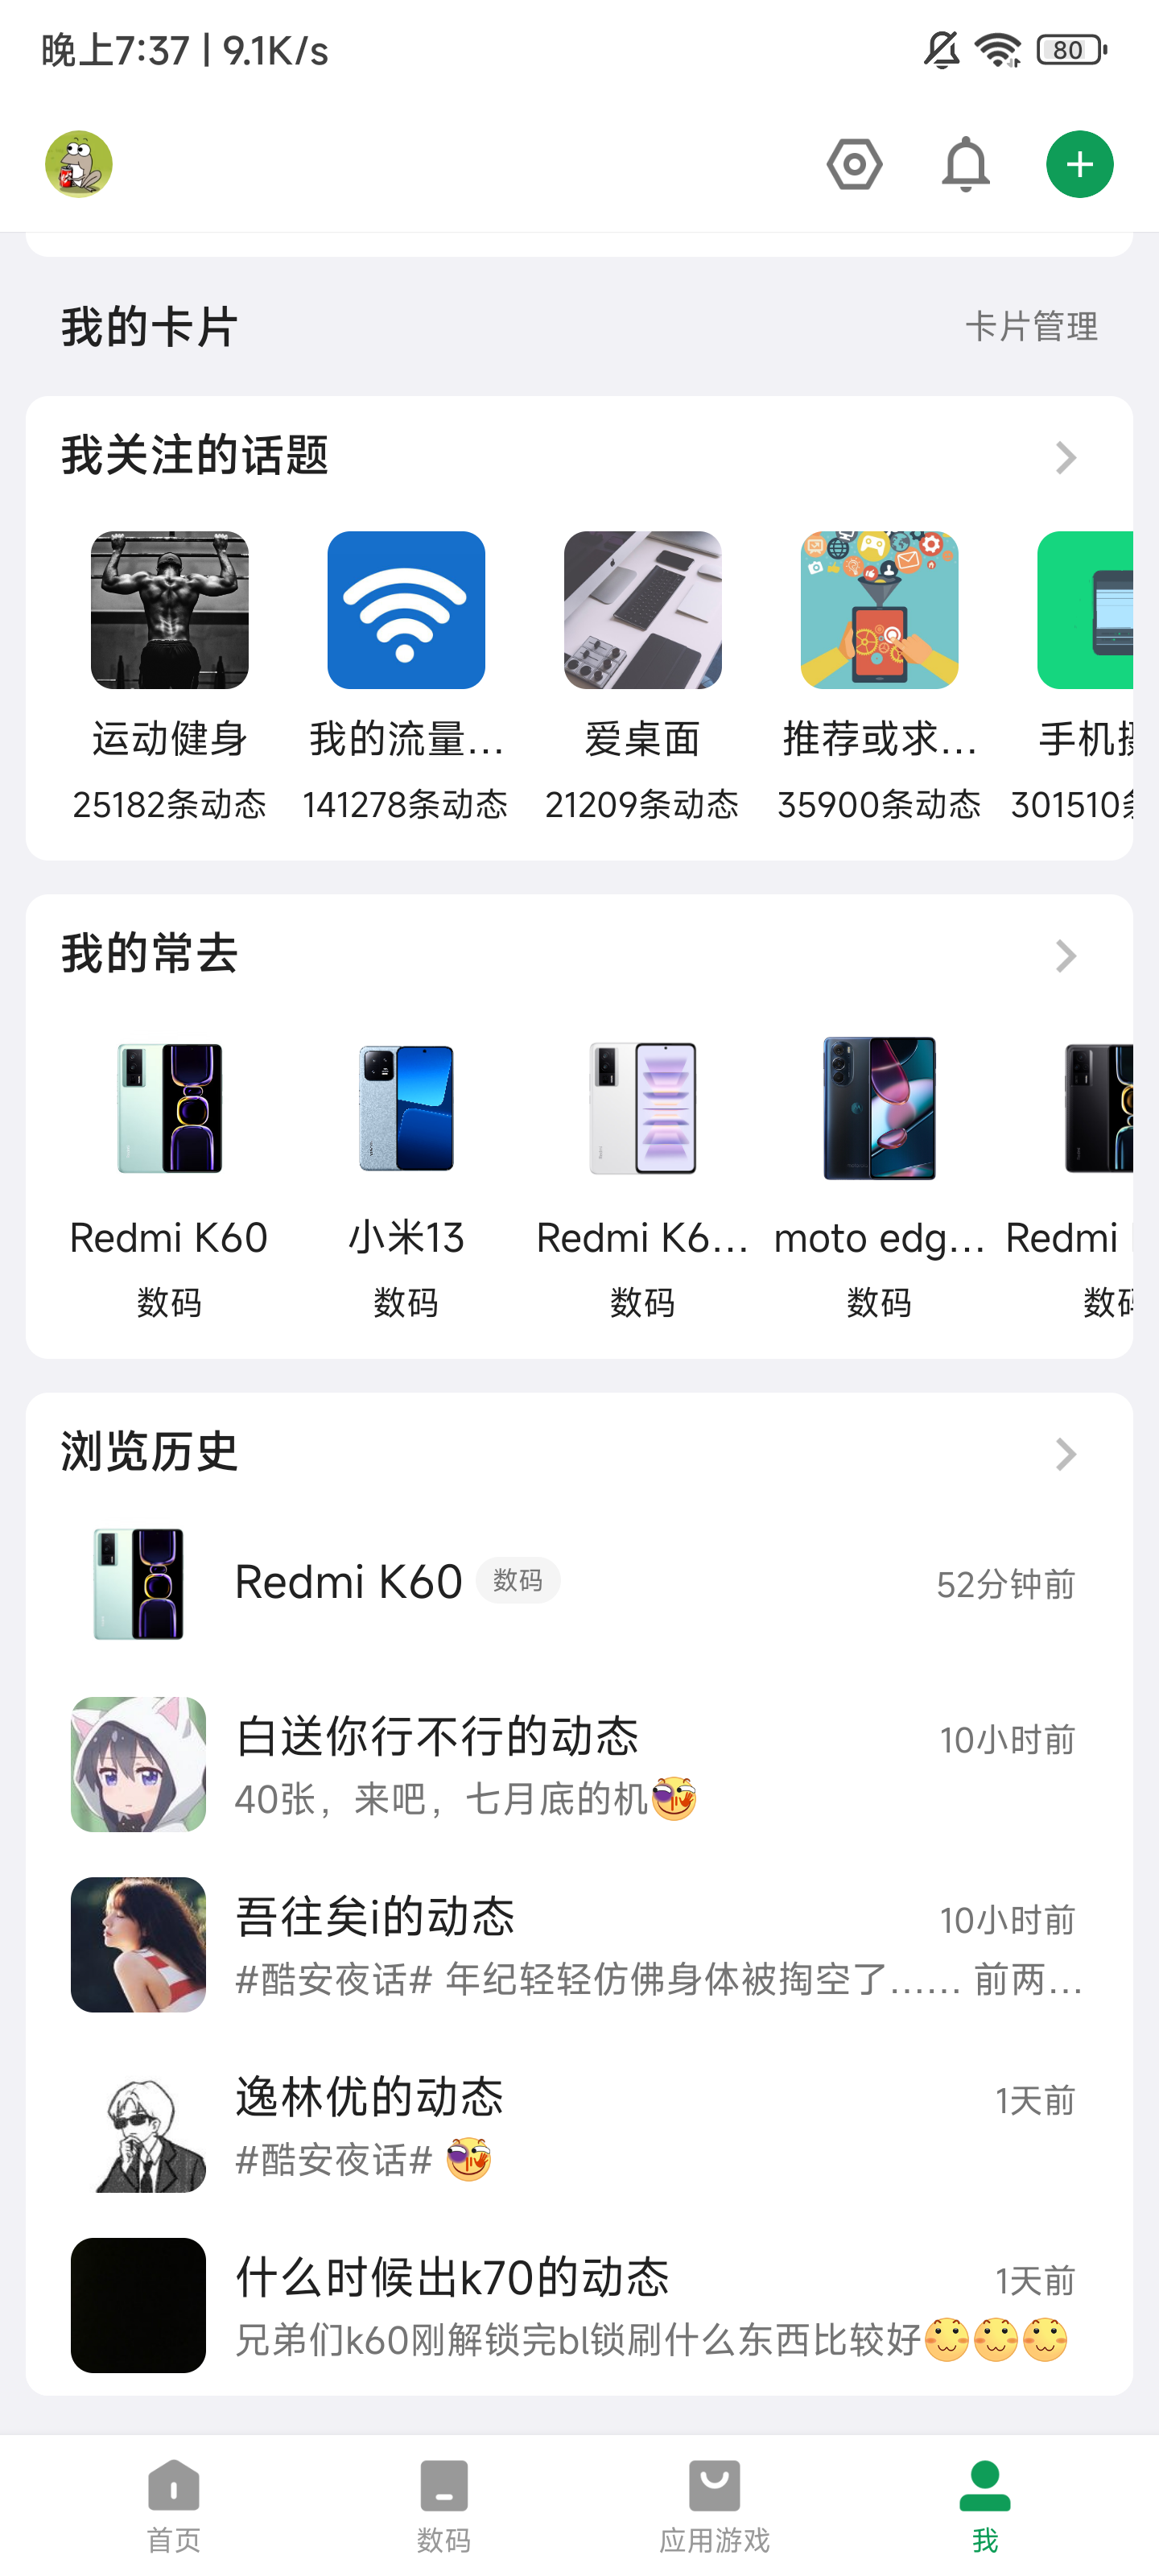 晚上7:37 | 9.1K/s
80
我的卡片
卡片管理
我关注的话题
运动健身
我的流量...
爱桌面
推荐或求...
手机
25182条动态
141278条动态
21209条动态
35900条动态
301510
我的常去
Redmi K60
小米13
Redmi K6...
moto edg...
Redmi
数码
数码
数码
数码
数码
浏览历史
Redmi K60 数码
52分钟前
白送你行不行的动态
10小时前
40张，来吧，七月底的机
吾往矣i的动态
10小时前
#酷安夜话# 年纪轻轻仿佛身体被掏空了...... 前两...
逸林优的动态
1天前
#酷安夜话#
什么时候出k70的动态
1天前
兄弟们k60刚解锁完bl锁刷什么东西比较好
首页
数码
应用游戏
我